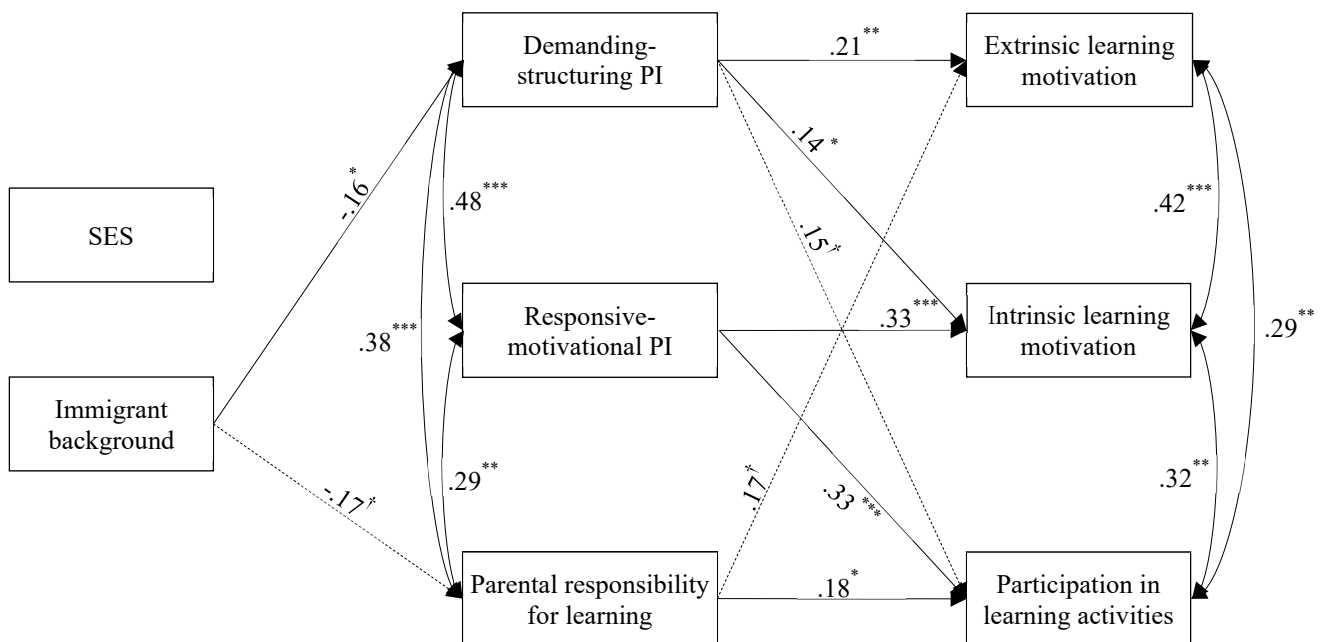 Demanding-
structuring PI
.21**
Extrinsic learning
motivation
-.16*
.14*
SES
.48***
.15†
.42***
.38***
Responsive-
motivational PI
.33***
Intrinsic learning
motivation
.29**
Immigrant
background
-.17†
.29**
.17†
.33***
.32**
Parental responsibility
for learning
.18*
Participation in
learning activities